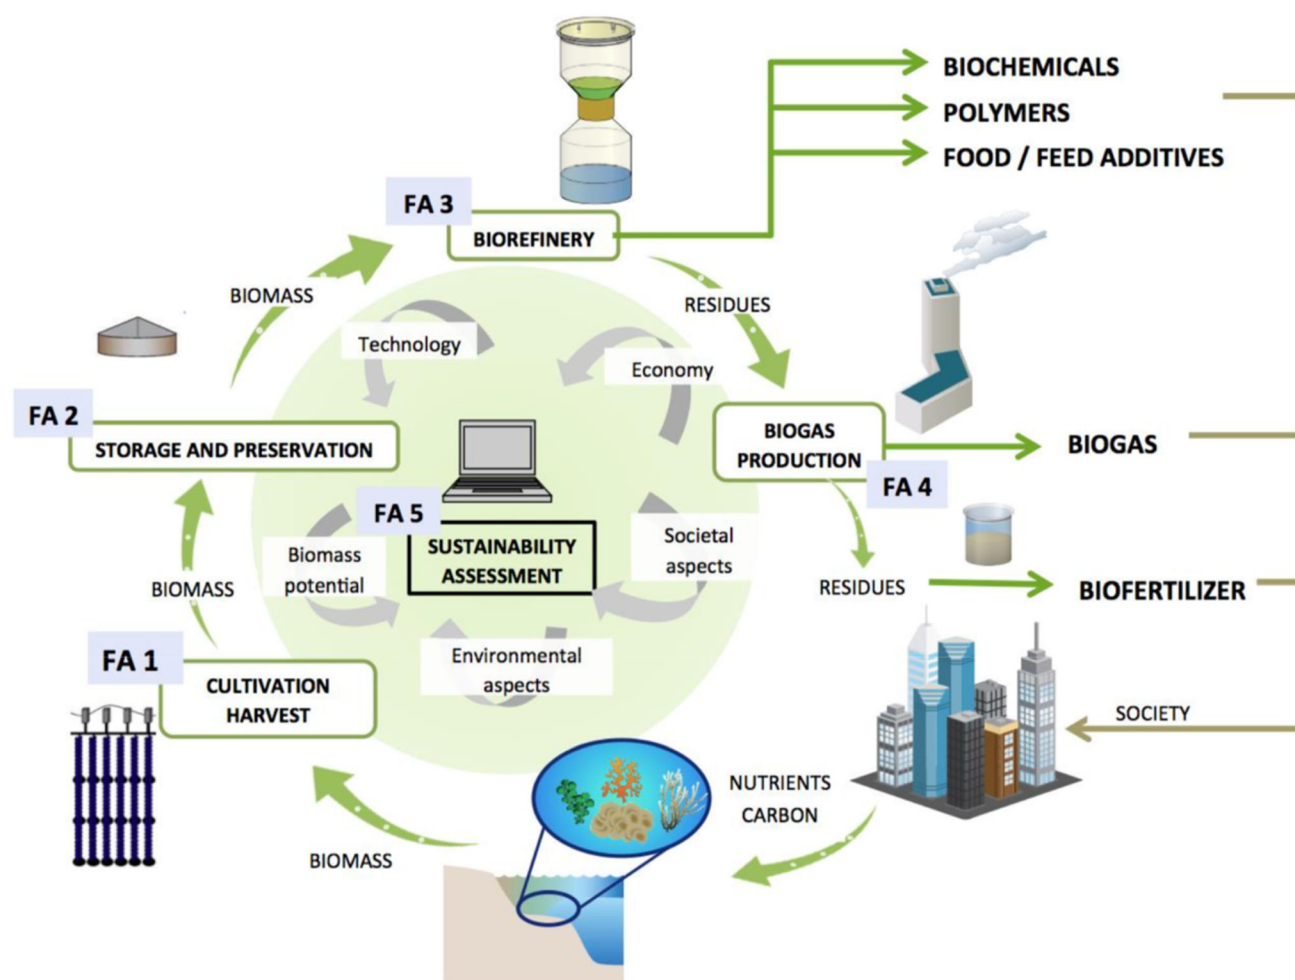 BIOCHEMICALS
POLYMERS
FOOD / FEED ADDITIVES
FA 3
BIOREFINERY
BIOMASS
RESIDUES
Technology
Economy
FA 2
STORAGE AND PRESERVATION
BIOGAS
PRODUCTION
FA 4
BIOGAS
FA 5
SUSTAINABILITY
ASSESSMENT
Biomass
potential
Societal
aspects
Environmental
aspects
BIOMASS
RESIDUES
BIOFERTILIZER
FA 1
CULTIVATION
HARVEST
SOCIETY
NUTRIENTS
CARBON
BIOMASS